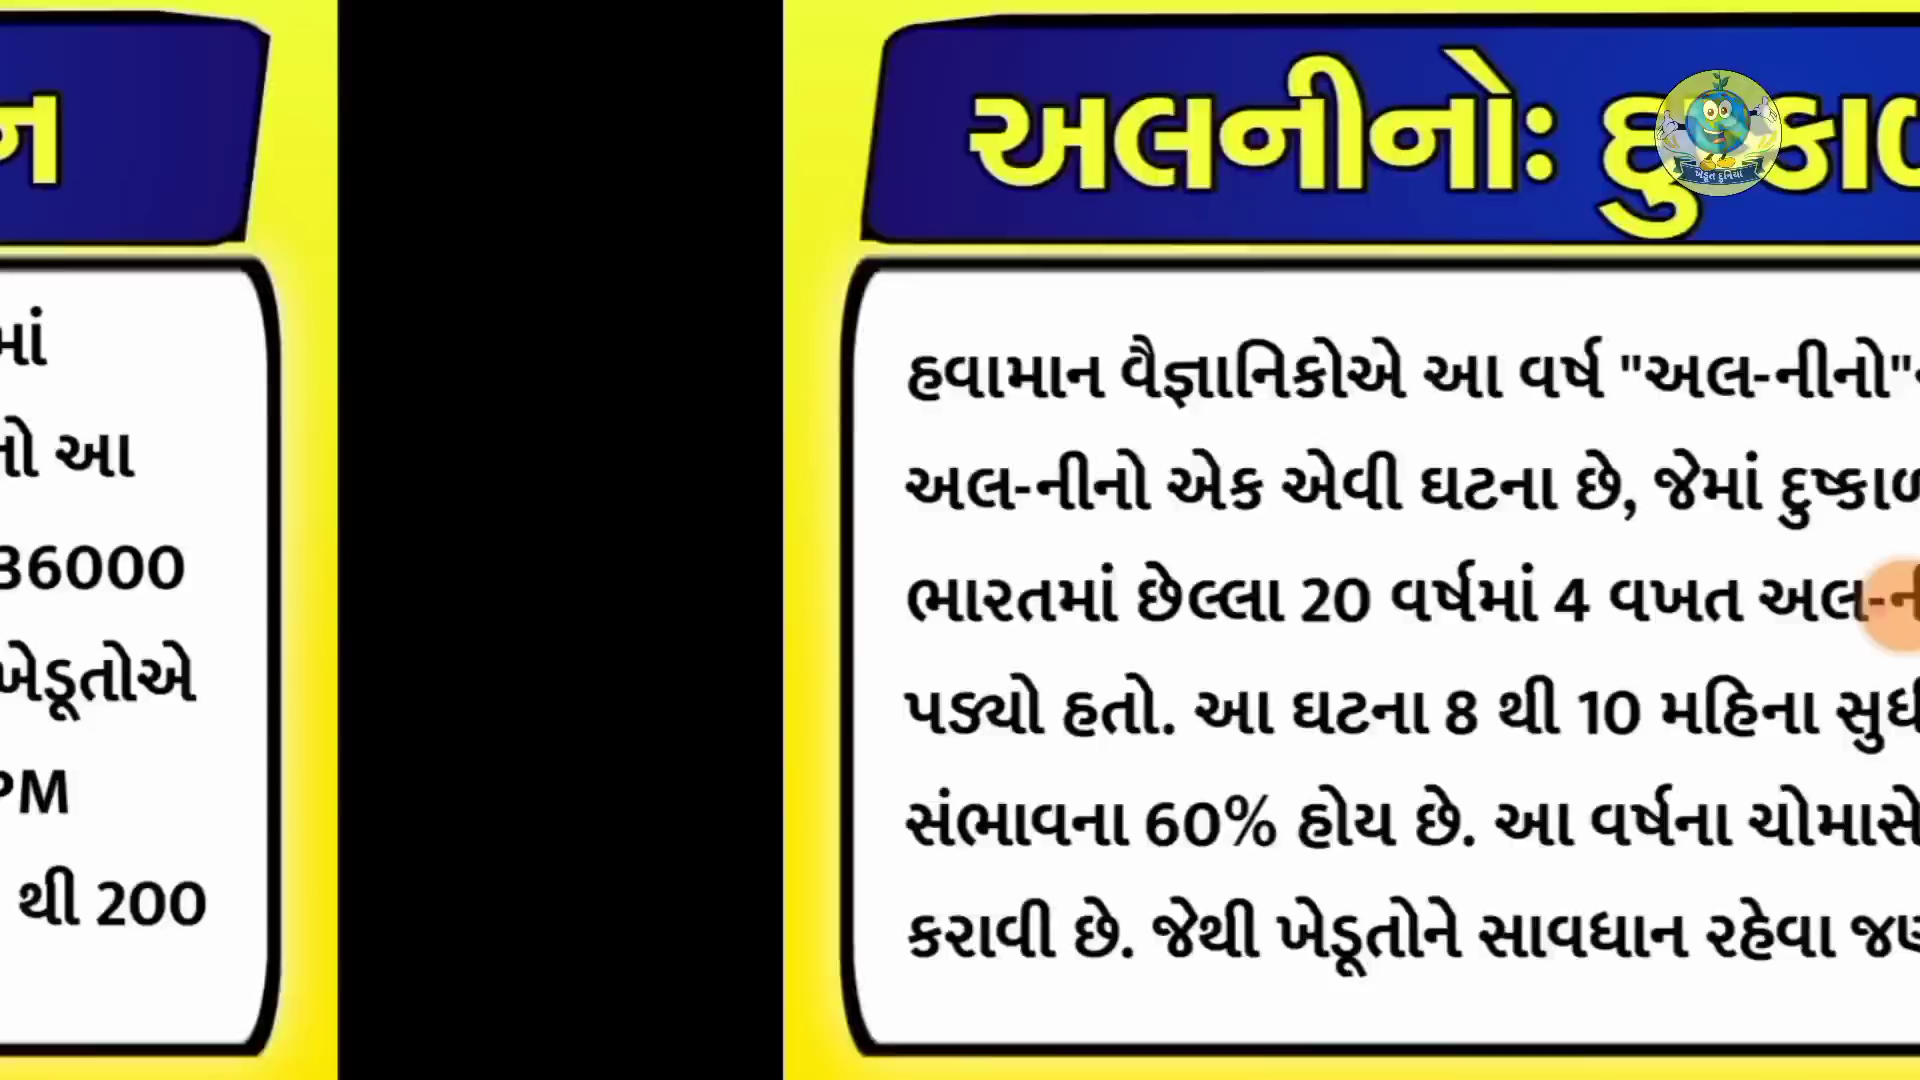 ન
માં
નો આ
36000
ખેડૂતોએ
PM
થી 200
અલનીનોઃ દુષ્કાળ
ખેડૂત દુનિયા
હવામાન વૈજ્ઞાનિકોએ આ વર્ષ "અલ-નીનો"
અલ-નીનો એક એવી ઘટના છે, જેમાં દુષ્કાળ
ભારતમાં છેલ્લા 20 વર્ષમાં 4 વખત અલ-ની
પડ્યો હતો. આ ઘટના 8 થી 10 મહિના સુધી
સંભાવના 60% હોય છે. આ વર્ષના ચોમાસે
કરાવી છે. જેથી ખેડૂતોને સાવધાન રહેવા જણ